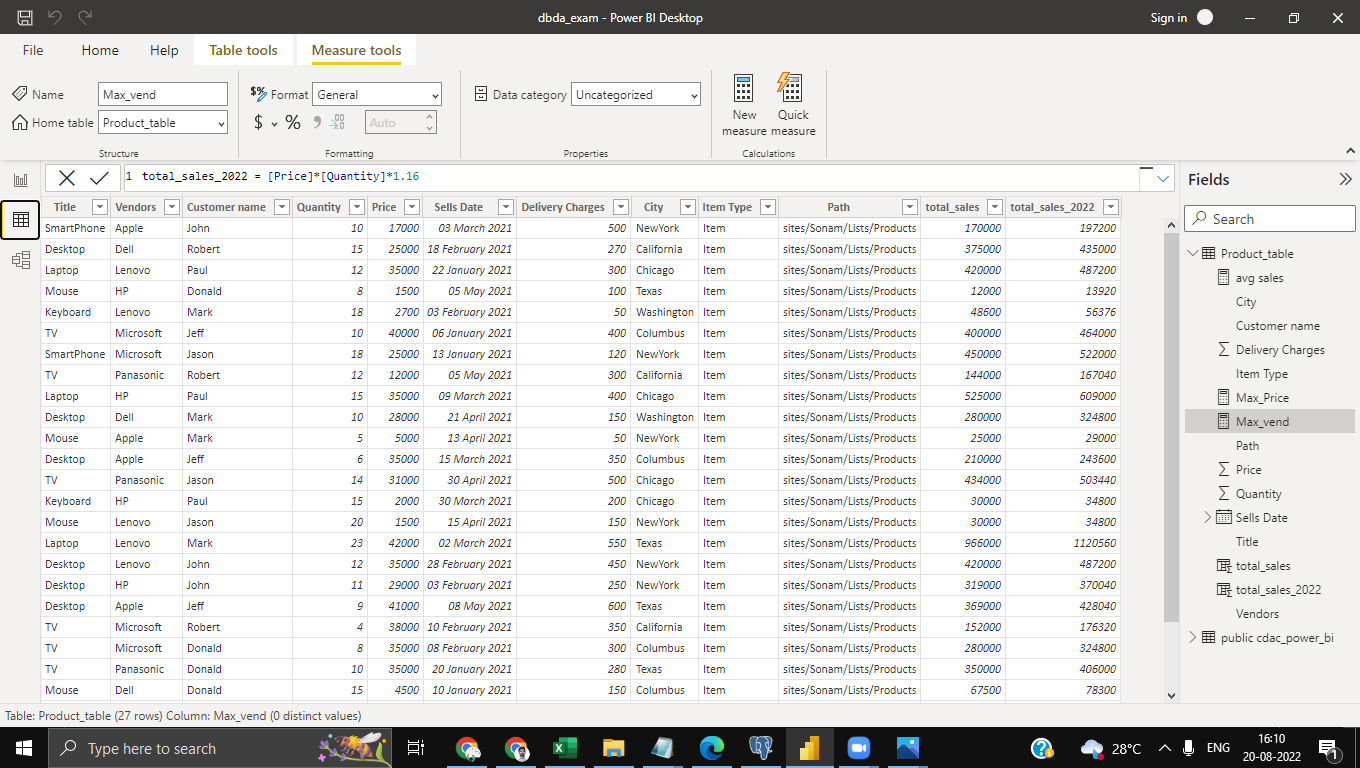 dbda_exam - Power BI Desktop
Sign in
File Home Help Table tools Measure tools
Name Max_vend
Home table Product_table
Structure
$% Format General
$ % Auto
Formatting
Data category Uncategorized
Properties
New measure
Quick measure
Calculations
1 total_sales_2022 = [Price]*[Quantity]*1.16
Title Vendors Customer name Quantity Price Sells Date Delivery Charges City Item Type Path total_sales total_sales_2022
SmartPhone Apple John 10 17000 03 March 2021 500 NewYork Item sites/Sonam/Lists/Products 170000 197200
Desktop Dell Robert 15 25000 18 February 2021 270 California Item sites/Sonam/Lists/Products 375000 435000
Laptop Lenovo Paul 12 35000 22 January 2021 300 Chicago Item sites/Sonam/Lists/Products 420000 487200
Mouse HP Donald 8 1500 05 May 2021 100 Texas Item sites/Sonam/Lists/Products 12000 13920
Keyboard Lenovo Mark 18 2700 03 February 2021 50 Washington Item sites/Sonam/Lists/Products 48600 56376
TV Microsoft Jeff 10 40000 06 January 2021 400 Columbus Item sites/Sonam/Lists/Products 400000 464000
SmartPhone Microsoft Jason 18 25000 13 January 2021 120 NewYork Item sites/Sonam/Lists/Products 450000 522000
TV Panasonic Robert 12 12000 05 May 2021 300 California Item sites/Sonam/Lists/Products 144000 167040
Laptop HP Paul 15 35000 09 March 2021 400 Chicago Item sites/Sonam/Lists/Products 525000 609000
Desktop Dell Mark 10 28000 21 April 2021 150 Washington Item sites/Sonam/Lists/Products 280000 324800
Mouse Apple Mark 5 5000 13 April 2021 50 NewYork Item sites/Sonam/Lists/Products 25000 29000
Desktop Apple Jeff 6 35000 15 March 2021 350 Columbus Item sites/Sonam/Lists/Products 210000 243600
TV Panasonic Jason 14 31000 30 April 2021 500 Chicago Item sites/Sonam/Lists/Products 434000 503440
Keyboard HP Paul 15 2000 30 March 2021 200 Chicago Item sites/Sonam/Lists/Products 30000 34800
Mouse Lenovo Jason 20 1500 15 April 2021 150 NewYork Item sites/Sonam/Lists/Products 30000 34800
Laptop Lenovo Mark 23 42000 02 March 2021 550 Texas Item sites/Sonam/Lists/Products 966000 1120560
Desktop Lenovo John 12 35000 28 February 2021 450 NewYork Item sites/Sonam/Lists/Products 420000 487200
Desktop HP John 11 29000 03 February 2021 250 NewYork Item sites/Sonam/Lists/Products 319000 370040
Desktop Apple Jeff 9 41000 08 May 2021 600 Texas Item sites/Sonam/Lists/Products 369000 428040
TV Microsoft Robert 4 38000 10 February 2021 350 California Item sites/Sonam/Lists/Products 152000 176320
TV Microsoft Donald 8 35000 08 February 2021 300 Columbus Item sites/Sonam/Lists/Products 280000 324800
TV Panasonic Donald 10 35000 20 January 2021 280 Texas Item sites/Sonam/Lists/Products 350000 406000
Mouse Dell Donald 15 4500 10 January 2021 150 Columbus Item sites/Sonam/Lists/Products 67500 78300
Fields
Search
Product_table
avg sales
City
Customer name
Delivery Charges
Item Type
Max_Price
Max_vend
Path
Price
Quantity
Sells Date
Title
total_sales
total_sales_2022
Vendors
public cdac_power_bi
Table: Product_table (27 rows) Column: Max_vend (0 distinct values)
Type here to search
28°C
ENG
16:10
20-08-2022
1